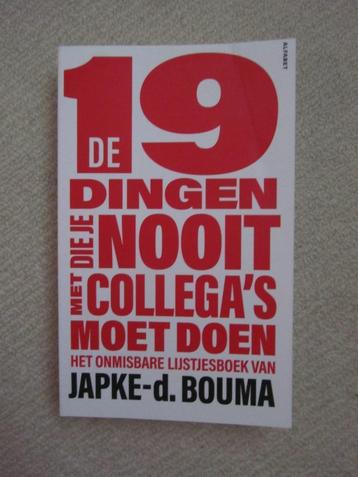 DE 19
DINGEN
DIE JE NOOIT
MET COLLEGA'S
MOET DOEN
HET ONMISBARE LIJSTJESBOEK VAN
JAPKE-d. BOUMA
ALFABET